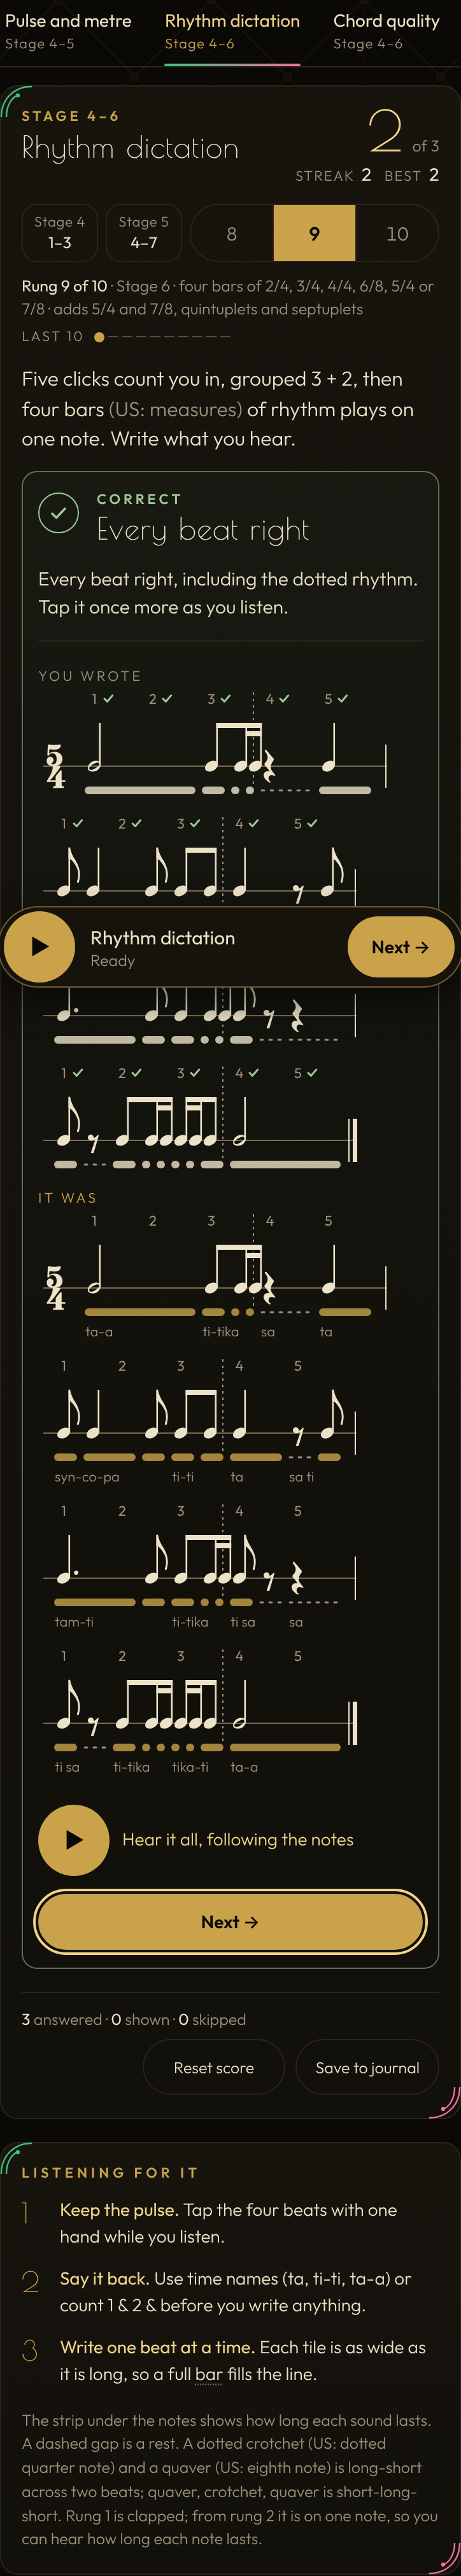 Pulse and metre Rhythm dictation Chord quality
Stage 4–5 Stage 4–6 Stage 4–6
STAGE 4–6
Rhythm dictation
2 of 3
STREAK 2 BEST 2
Stage 4 Stage 5
1–3 4–7 8 9 10
Rung 9 of 10 · Stage 6 · four bars of 2/4, 3/4, 4/4, 6/8, 5/4 or
7/8 · adds 5/4 and 7/8, quintuplets and septuplets
LAST 10
Five clicks count you in, grouped 3 + 2, then
four bars (US: measures) of rhythm plays on
one note. Write what you hear.
CORRECT
Every beat right
Every beat right, including the dotted rhythm.
Tap it once more as you listen.
YOU WROTE
1 2 3 4 5
5
4
1 2 3 4 5
Rhythm dictation
Ready
Next →
1 2 3 4 5
IT WAS
1 2 3 4 5
5
4
ta-a ti-tika sa ta
1 2 3 4 5
syn-co-pa ti-ti ta sa ti
1 2 3 4 5
tam-ti ti-tika ti sa sa
1 2 3 4 5
ti sa ti-tika tika-ti ta-a
Hear it all, following the notes
Next →
3 answered · 0 shown · 0 skipped
Reset score Save to journal
LISTENING FOR IT
1 Keep the pulse. Tap the four beats with one
hand while you listen.
2 Say it back. Use time names (ta, ti-ti, ta-a) or
count 1 & 2 & before you write anything.
3 Write one beat at a time. Each tile is as wide as
it is long, so a full bar fills the line.
The strip under the notes shows how long each sound lasts.
A dashed gap is a rest. A dotted crotchet (US: dotted
quarter note) and a quaver (US: eighth note) is long-short
across two beats; quaver, crotchet, quaver is short-long-
short. Rung 1 is clapped; from rung 2 it is on one note, so you
can hear how long each note lasts.